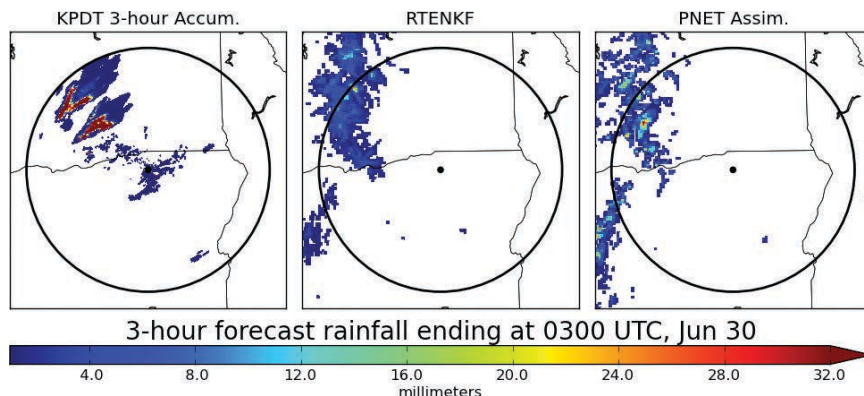 KPDT 3-hour Accum.
RTENKF
PNET Assim.
3-hour forecast rainfall ending at 0300 UTC, Jun 30
4.0 8.0 12.0 16.0 20.0 24.0 28.0 32.0
millimeters